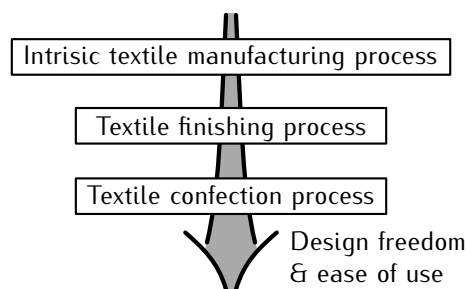 Intrisic textile manufacturing process
Textile finishing process
Textile confection process
Design freedom
& ease of use